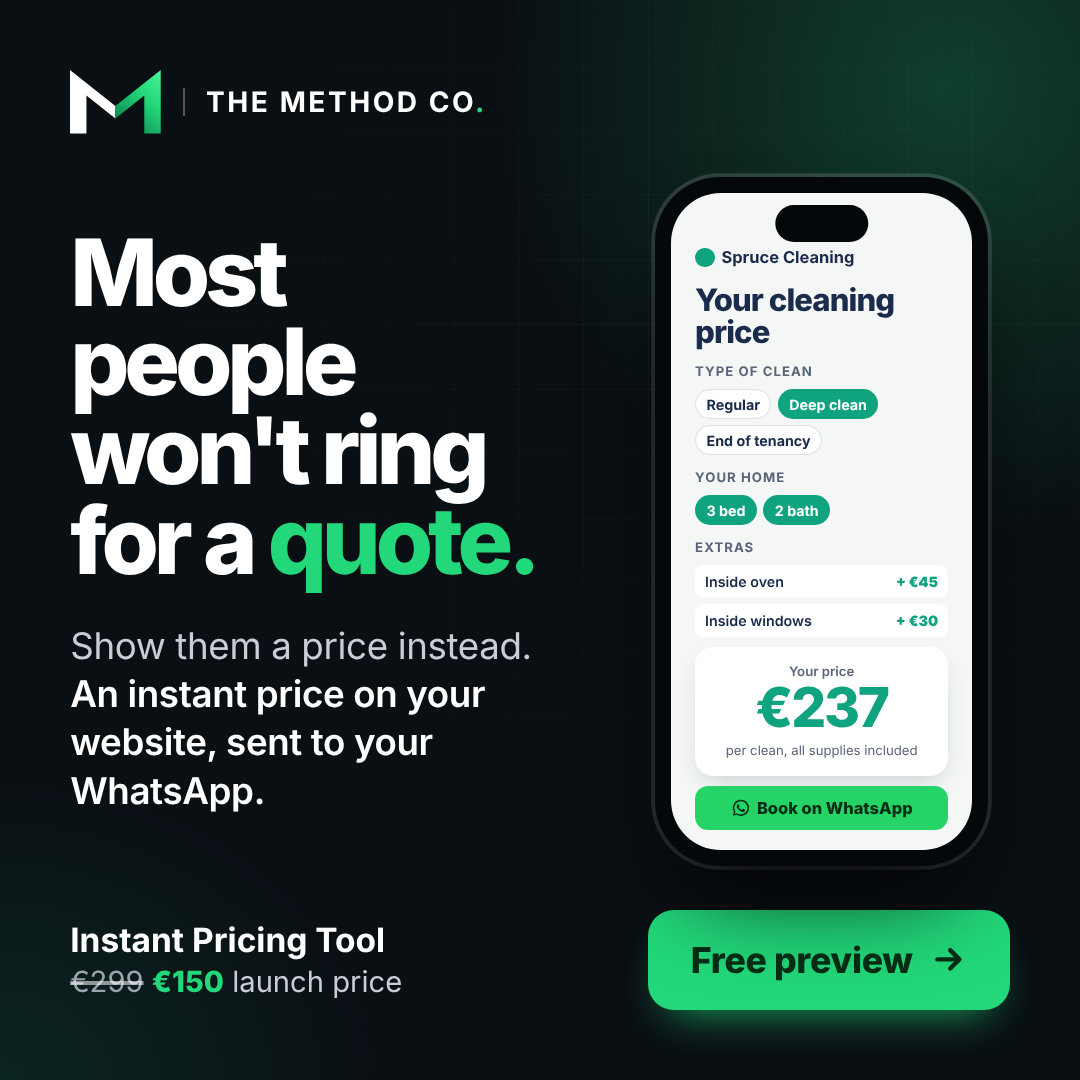 THE METHOD CO.
Most
people
won't ring
for a quote.
Show them a price instead.
An instant price on your
website, sent to your
WhatsApp.
Instant Pricing Tool
€299 €150 launch price
Spruce Cleaning
Your cleaning
price
TYPE OF CLEAN
Regular Deep clean
End of tenancy
YOUR HOME
3 bed 2 bath
EXTRAS
Inside oven + €45
Inside windows + €30
Your price
€237
per clean, all supplies included
Book on WhatsApp
Free preview →